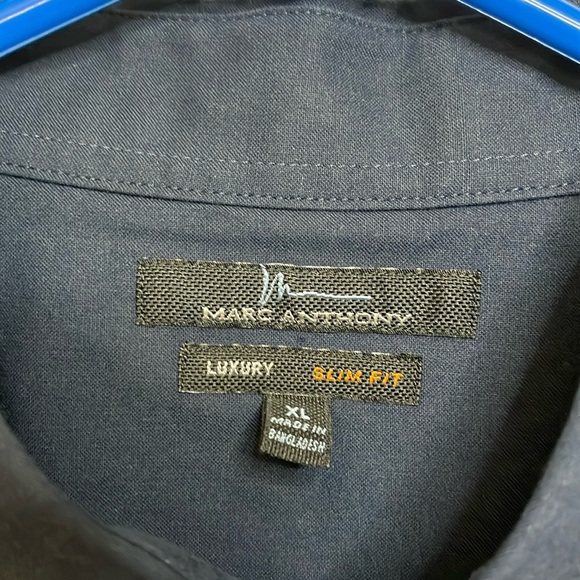 MARC ANTHONY
LUXURY SLIM FIT
XL
MADE IN
BANGLADESH